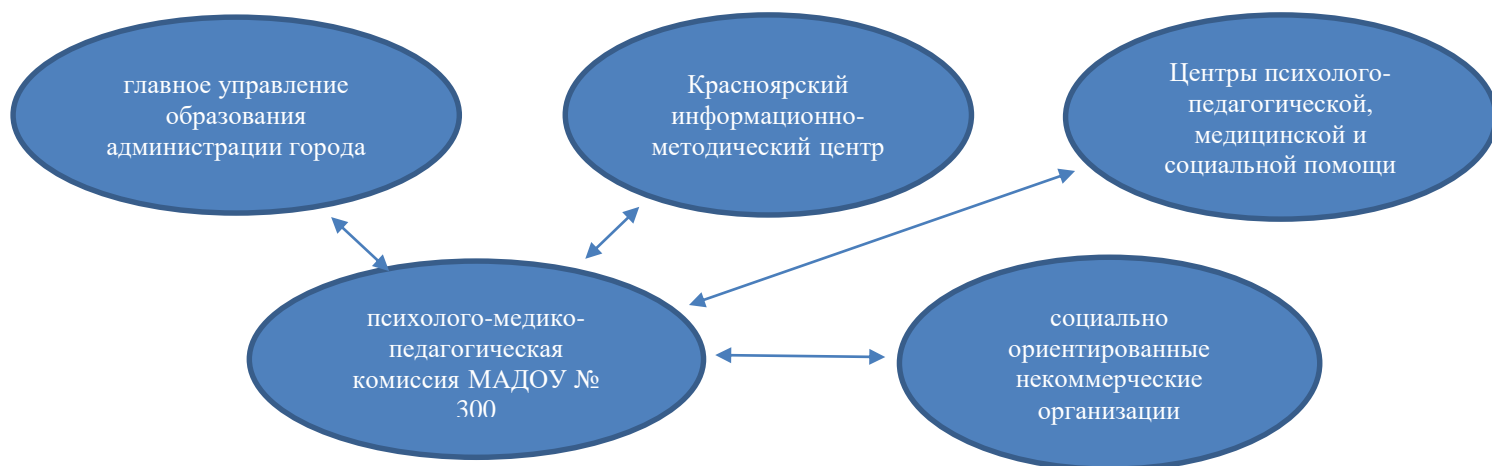 главное управление
образования
администрации города
Красноярский
информационно-
методический центр
Центры психолого-
педагогической,
медицинской и
социальной помощи
психолого-медико-
педагогическая
комиссия МАДОУ №
300
социально
ориентированные
некоммерческие
организации